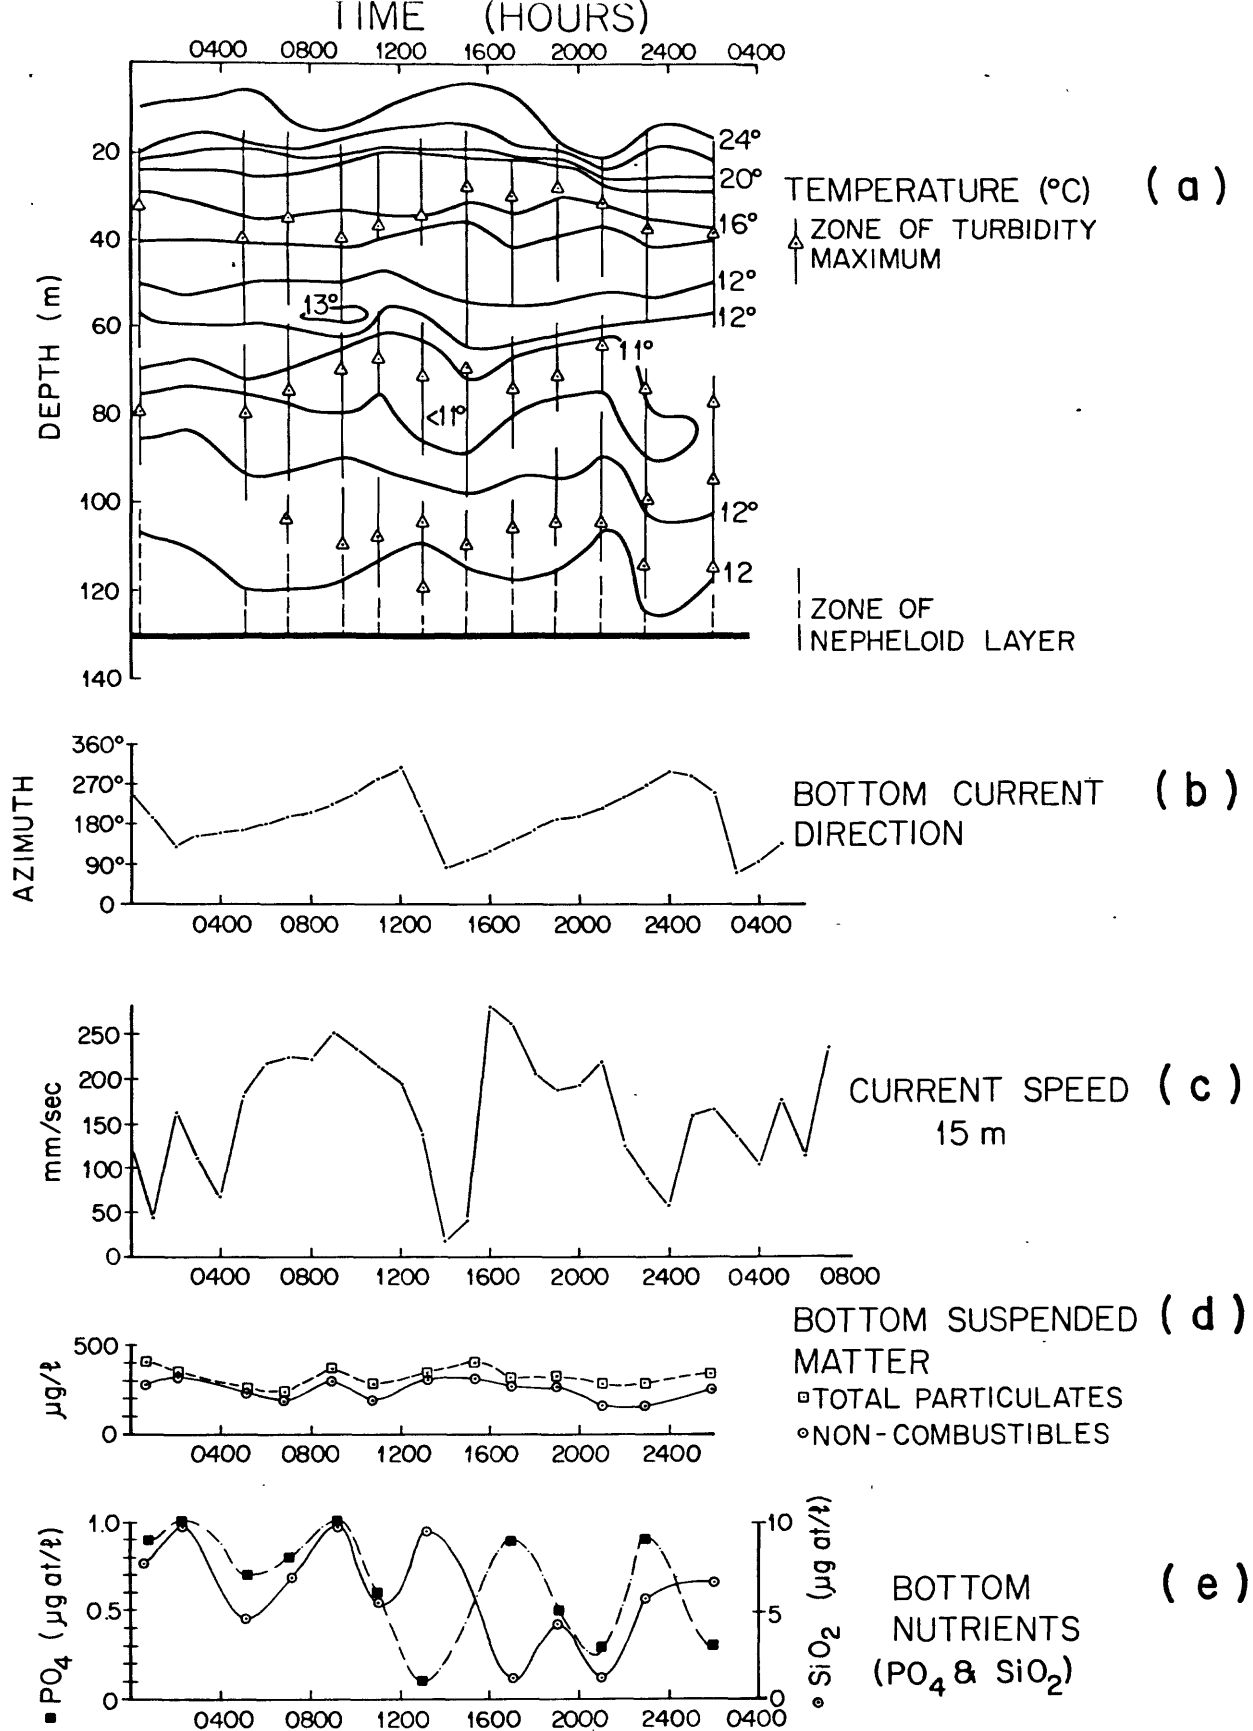 TIME (HOURS)
0400 0800 1200 1600 2000 2400 0400
20
40
60
80
100
120
140
DEPTH (m)
24°
20°
16°
12°
13°
12°
11°
<11°
12°
12
TEMPERATURE (°C) (a)
ZONE OF TURBIDITY
MAXIMUM
ZONE OF
NEPHELOID LAYER
360°
270°
180°
90°
0
AZIMUTH
0400 0800 1200 1600 2000 2400 0400
BOTTOM CURRENT (b)
DIRECTION
250
200
150
100
50
0
mm/sec
0400 0800 1200 1600 2000 2400 0400 0800
CURRENT SPEED (c)
15 m
500
0
µg/ℓ
0400 0800 1200 1600 2000 2400
BOTTOM SUSPENDED (d)
MATTER
TOTAL PARTICULATES
NON-COMBUSTIBLES
1.0
0.5
0
PO4 (µg at/ℓ)
10
5
0
SiO2 (µg at/ℓ)
0400 0800 1200 1600 2000 2400 0400
BOTTOM (e)
NUTRIENTS
(PO4 & SiO2)